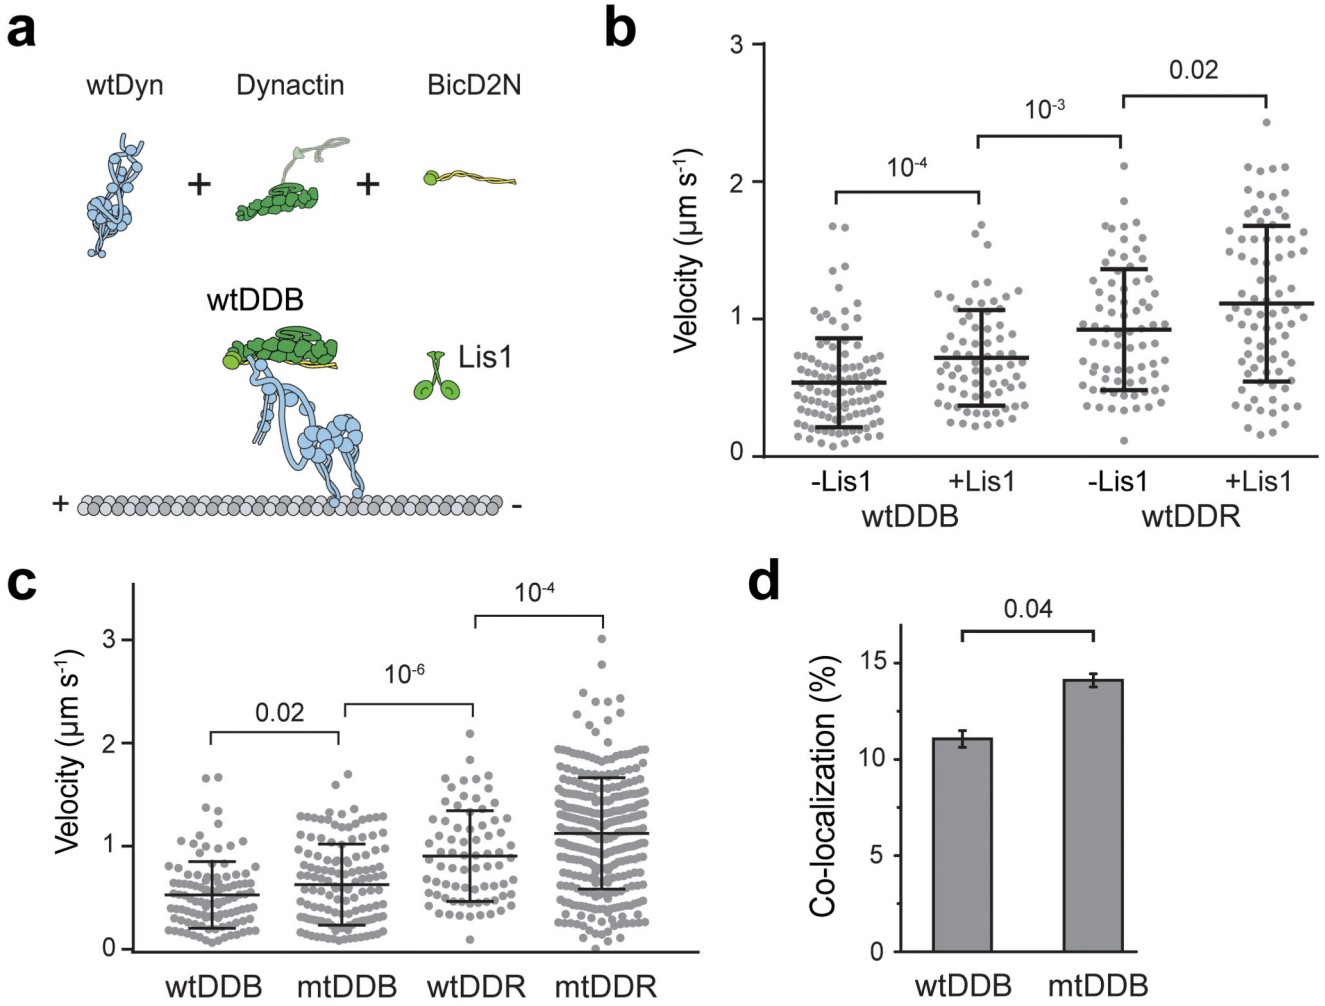 a
wtDyn
Dynactin
BicD2N
+
+
wtDDB
Lis1
+
-
b
Velocity (µm s⁻¹)
3
2
1
0
10⁻⁴
10⁻³
0.02
-Lis1 +Lis1 -Lis1 +Lis1
wtDDB wtDDR
c
Velocity (µm s⁻¹)
3
2
1
0
0.02
10⁻⁶
10⁻⁴
wtDDB mtDDB wtDDR mtDDR
d
Co-localization (%)
15
10
5
0
0.04
wtDDB mtDDB